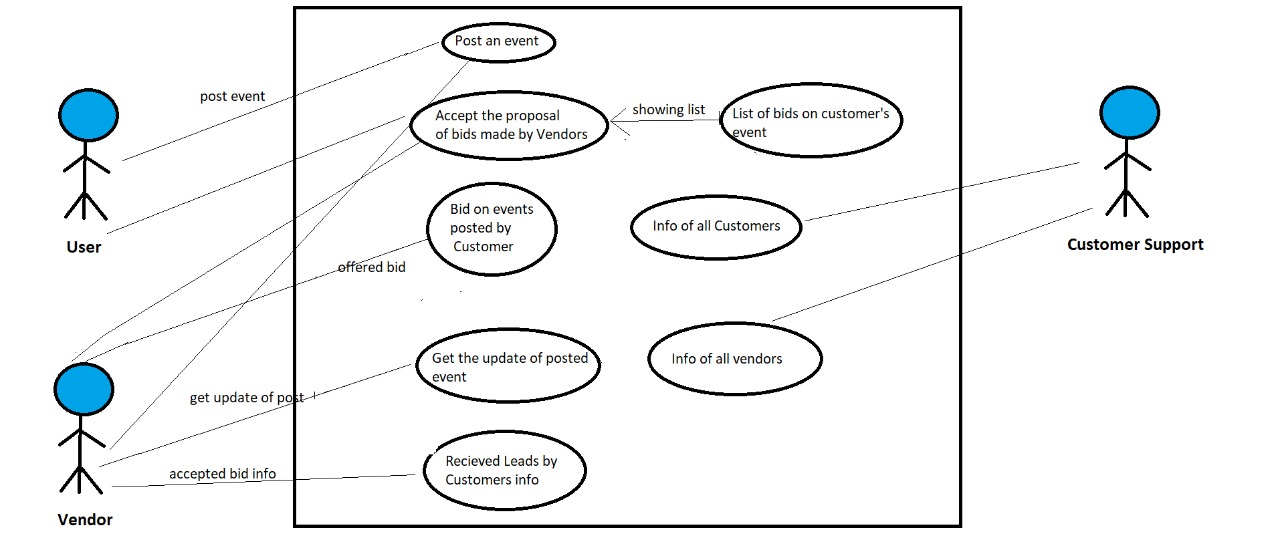 Post an event
post event
Accept the proposal
of bids made by Vendors
showing list
List of bids on customer's
event
User
Bid on events
posted by
Customer
Info of all Customers
Customer Support
offered bid
Get the update of posted
event
Info of all vendors
get update of post
Recieved Leads by
Customers info
accepted bid info
Vendor